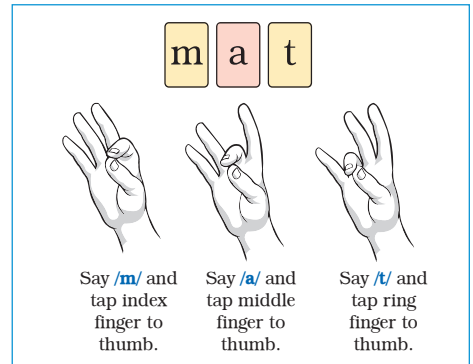 m a t
Say /m/ and Say /a/ and Say /t/ and
tap index tap middle tap ring
finger to finger to finger to
thumb. thumb. thumb.